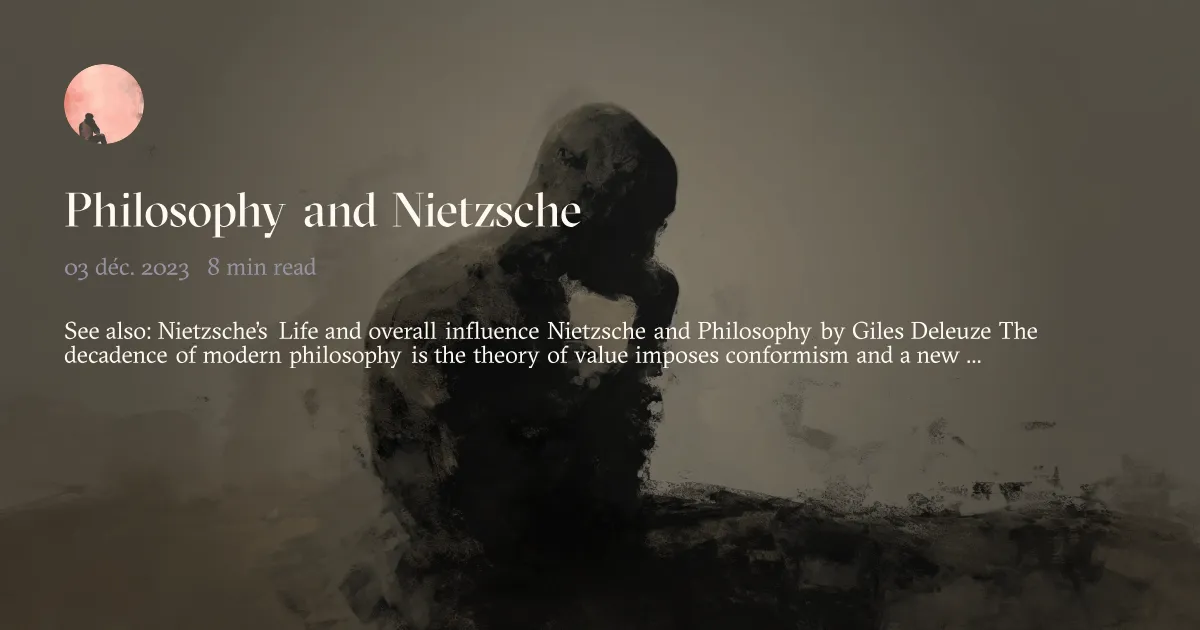 Philosophy and Nietzsche
03 déc. 2023 8 min read
See also: Nietzsche's Life and overall influence Nietzsche and Philosophy by Giles Deleuze The
decadence of modern philosophy is the theory of value imposes conformism and a new ...